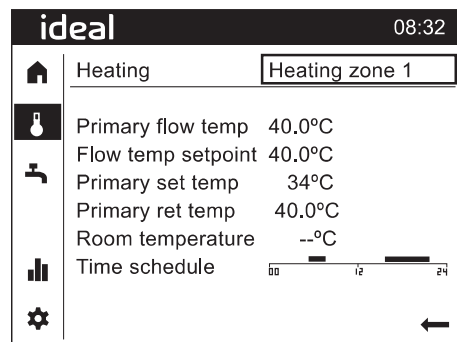 ideal 08:32
Heating Heating zone 1
Primary flow temp 40.0ºC
Flow temp setpoint 40.0ºC
Primary set temp 34ºC
Primary ret temp 40.0ºC
Room temperature --ºC
Time schedule
00 12 24